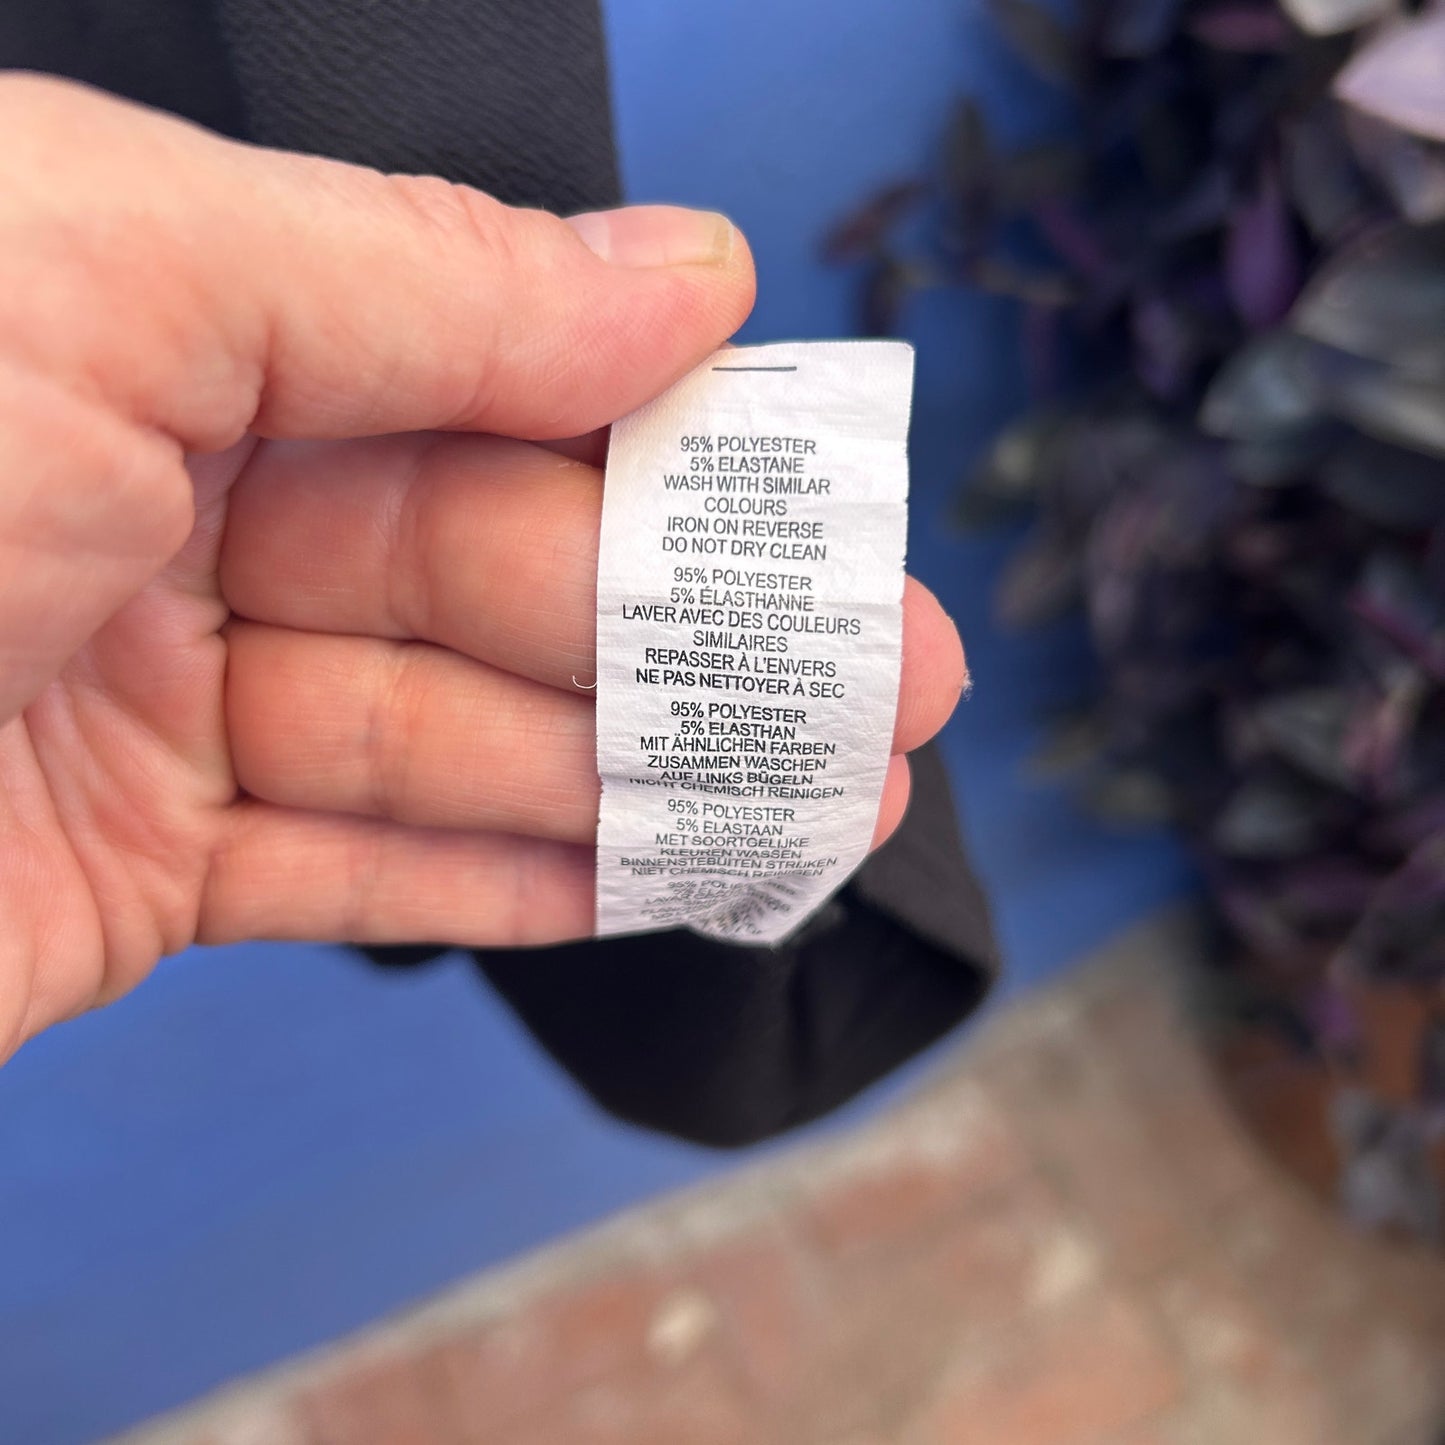 95% POLYESTER
5% ELASTANE
WASH WITH SIMILAR
COLOURS
IRON ON REVERSE
DO NOT DRY CLEAN
95% POLYESTER
5% ÉLASTHANNE
LAVER AVEC DES COULEURS
SIMILAIRES
REPASSER À L'ENVERS
NE PAS NETTOYER À SEC
95% POLYESTER
5% ELASTHAN
MIT ÄHNLICHEN FARBEN
ZUSAMMEN WASCHEN
AUF LINKS BÜGELN
NICHT CHEMISCH REINIGEN
95% POLYESTER
5% ELASTAAN
MET SOORTGELIJKE
KLEUREN WASSEN
BINNENSTEBUITEN STRIJKEN
NIET CHEMISCH REINIGEN
95%